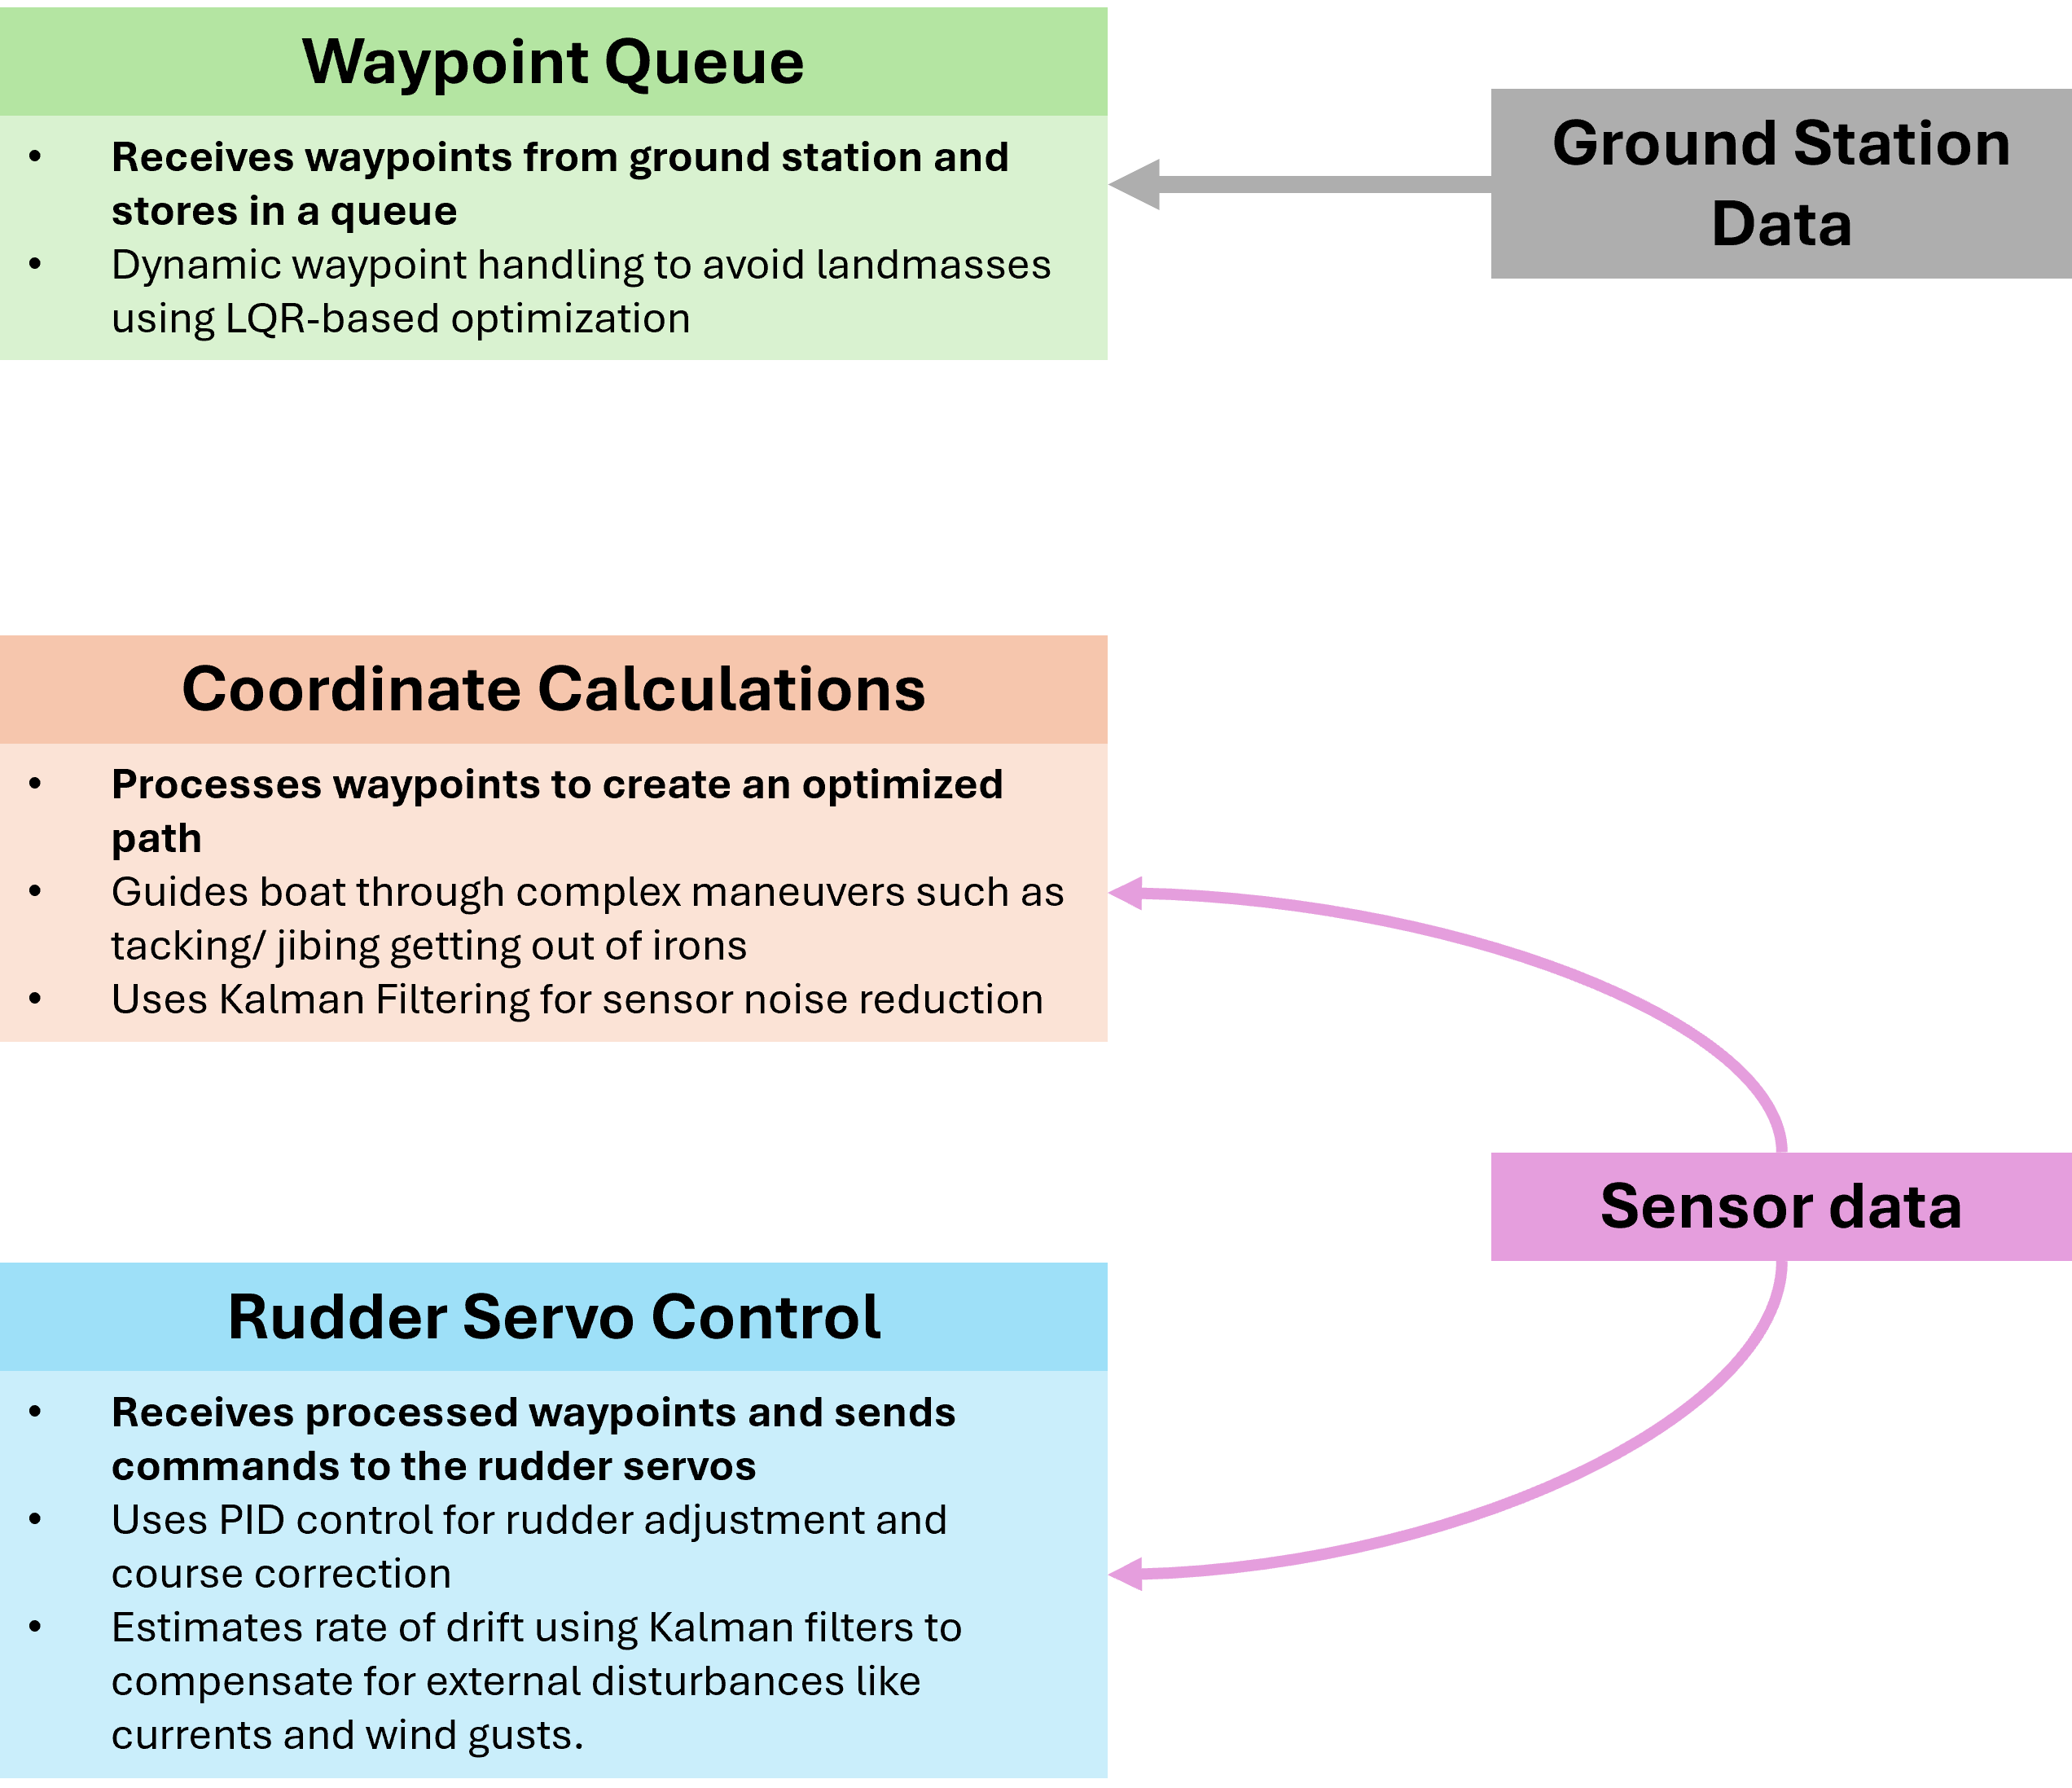 Waypoint Queue
• Receives waypoints from ground station and
stores in a queue
• Dynamic waypoint handling to avoid landmasses
using LQR-based optimization
Ground Station
Data
Coordinate Calculations
• Processes waypoints to create an optimized
path
• Guides boat through complex maneuvers such as
tacking/ jibing getting out of irons
• Uses Kalman Filtering for sensor noise reduction
Sensor data
Rudder Servo Control
• Receives processed waypoints and sends
commands to the rudder servos
• Uses PID control for rudder adjustment and
course correction
• Estimates rate of drift using Kalman filters to
compensate for external disturbances like
currents and wind gusts.